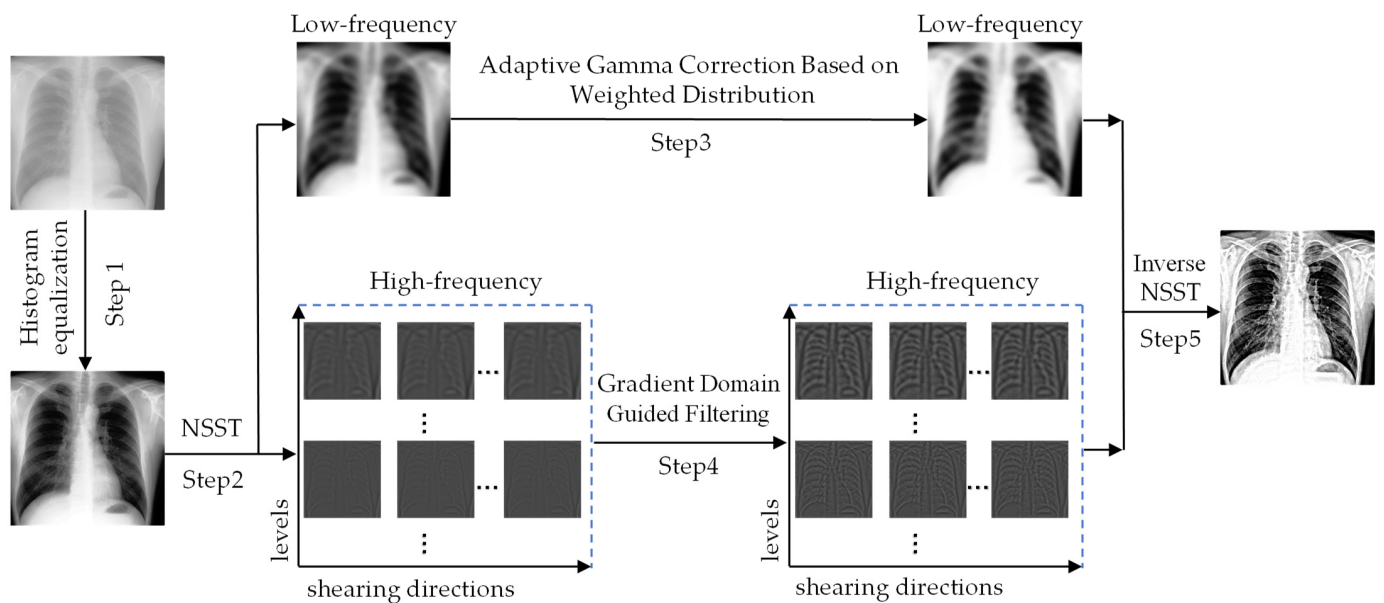 Low-frequency
Low-frequency
Adaptive Gamma Correction Based on
Weighted Distribution
Step3
Histogram
equalization
Step 1
High-frequency
High-frequency
Inverse
NSST
Step5
NSST
Step2
Gradient Domain
Guided Filtering
Step4
...
...
...
...
...
...
...
...
levels
levels
shearing directions
shearing directions